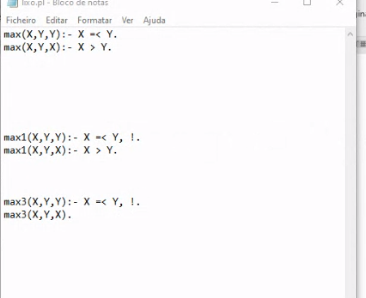 lixo.pl - Bloco de notas
Ficheiro Editar Formatar Ver Ajuda
max(X,Y,Y):- X =< Y.
max(X,Y,X):- X > Y.
max1(X,Y,Y):- X =< Y, !.
max1(X,Y,X):- X > Y.
max3(X,Y,Y):- X =< Y, !.
max3(X,Y,X).